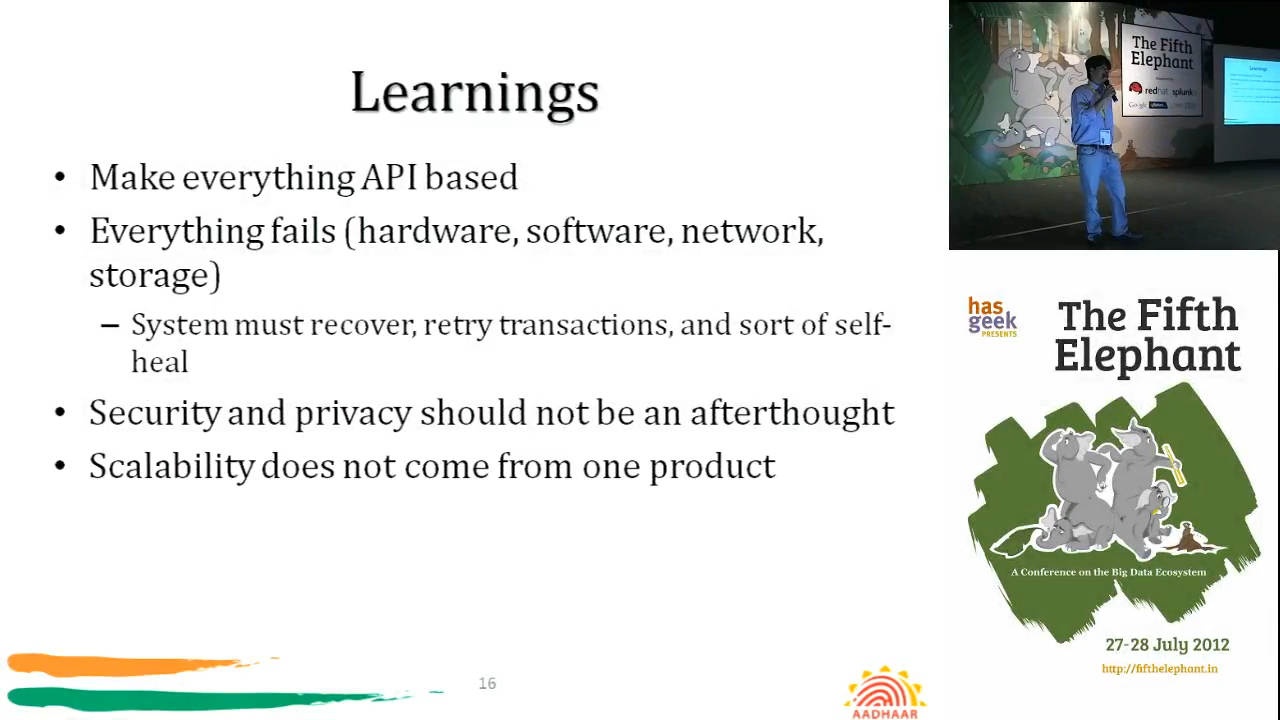 Learnings
• Make everything API based
• Everything fails (hardware, software, network,
storage)
– System must recover, retry transactions, and sort of self-
heal
• Security and privacy should not be an afterthought
• Scalability does not come from one product
16
AADHAAR
The Fifth
Elephant
redhat splunk>
Google
Learnings
has
geek
PRESENTS
The Fifth
Elephant
A Conference on the Big Data Ecosystem
27-28 July 2012
http://fifthelephant.in